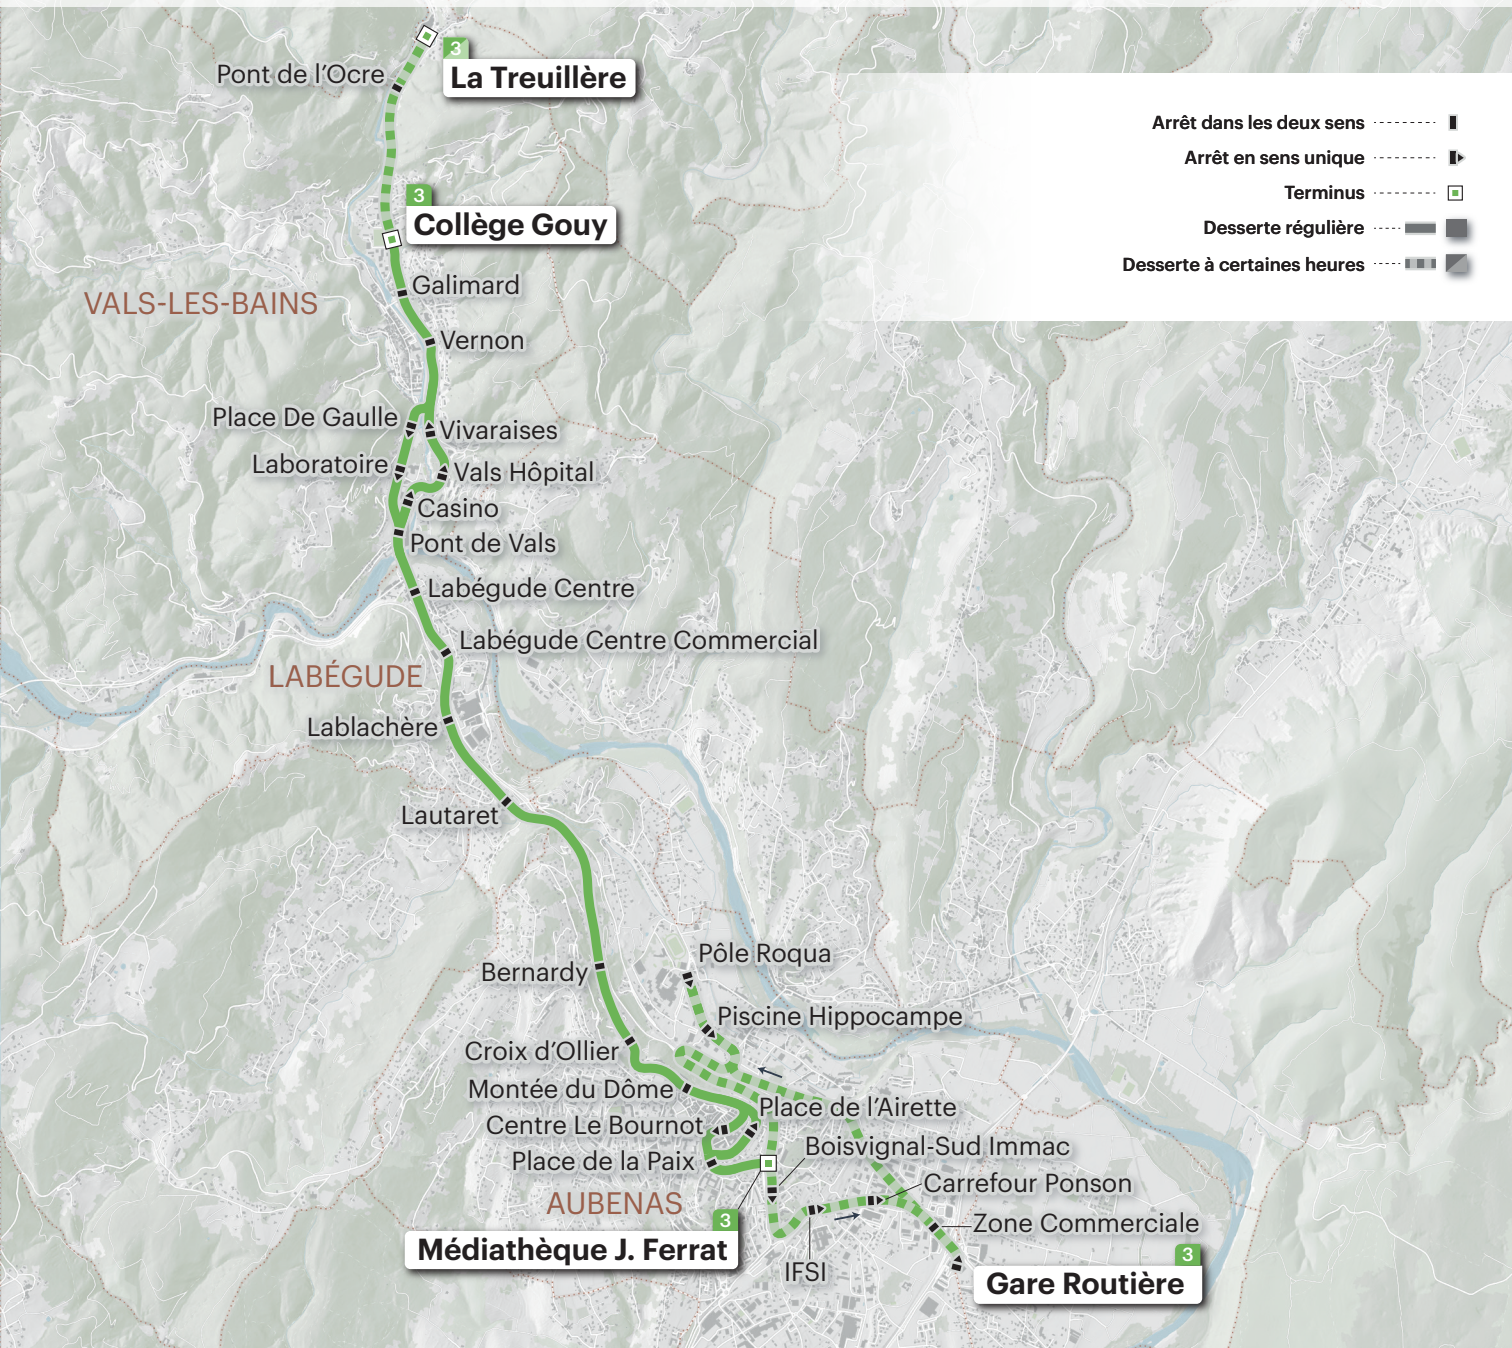 3
La Treuillère
Pont de l'Ocre
Arrêt dans les deux sens
Arrêt en sens unique
Terminus
Desserte régulière
Desserte à certaines heures
3
Collège Gouy
Galimard
VALS-LES-BAINS
Vernon
Place De Gaulle
Vivaraises
Laboratoire
Vals Hôpital
Casino
Pont de Vals
Labégude Centre
Labégude Centre Commercial
LABÉGUDE
Lablachère
Lautaret
Pôle Roqua
Bernardy
Piscine Hippocampe
Croix d'Ollier
Montée du Dôme
Place de l'Airette
Centre Le Bournot
Boisvignal-Sud Immac
Place de la Paix
Carrefour Ponson
AUBENAS
Zone Commerciale
3
Médiathèque J. Ferrat
IFSI
3
Gare Routière